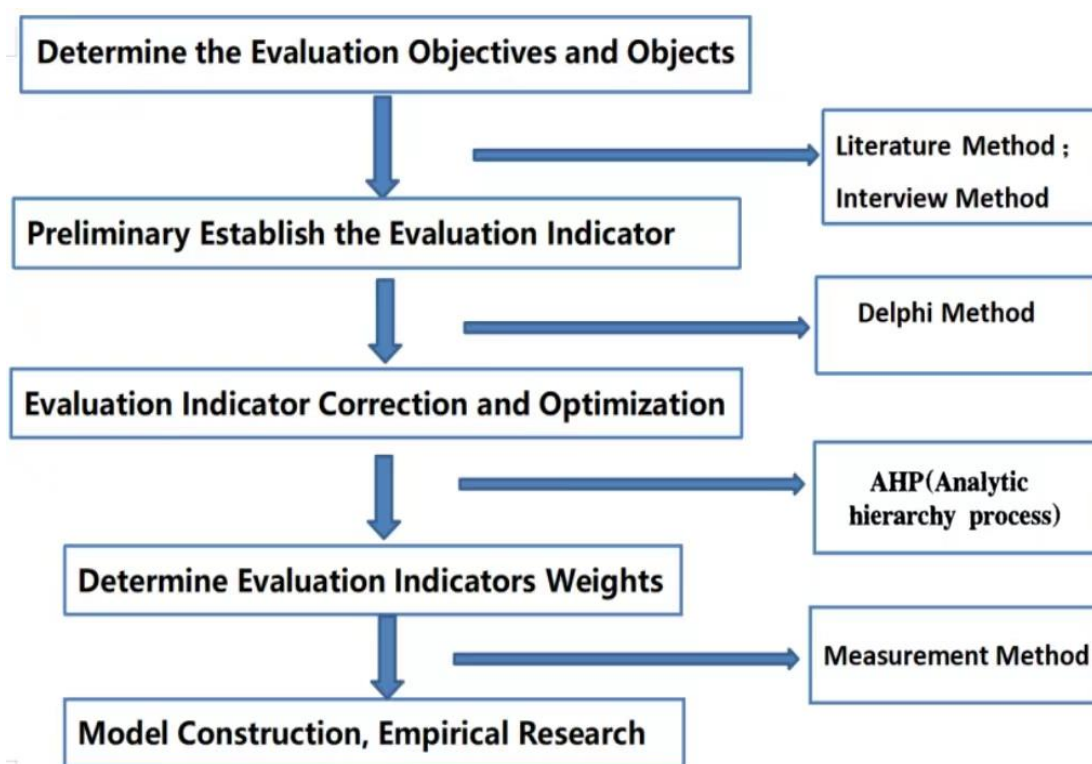 Determine the Evaluation Objectives and Objects
Literature Method ;
Interview Method
Preliminary Establish the Evaluation Indicator
Delphi Method
Evaluation Indicator Correction and Optimization
AHP(Analytic
hierarchy process)
Determine Evaluation Indicators Weights
Measurement Method
Model Construction, Empirical Research